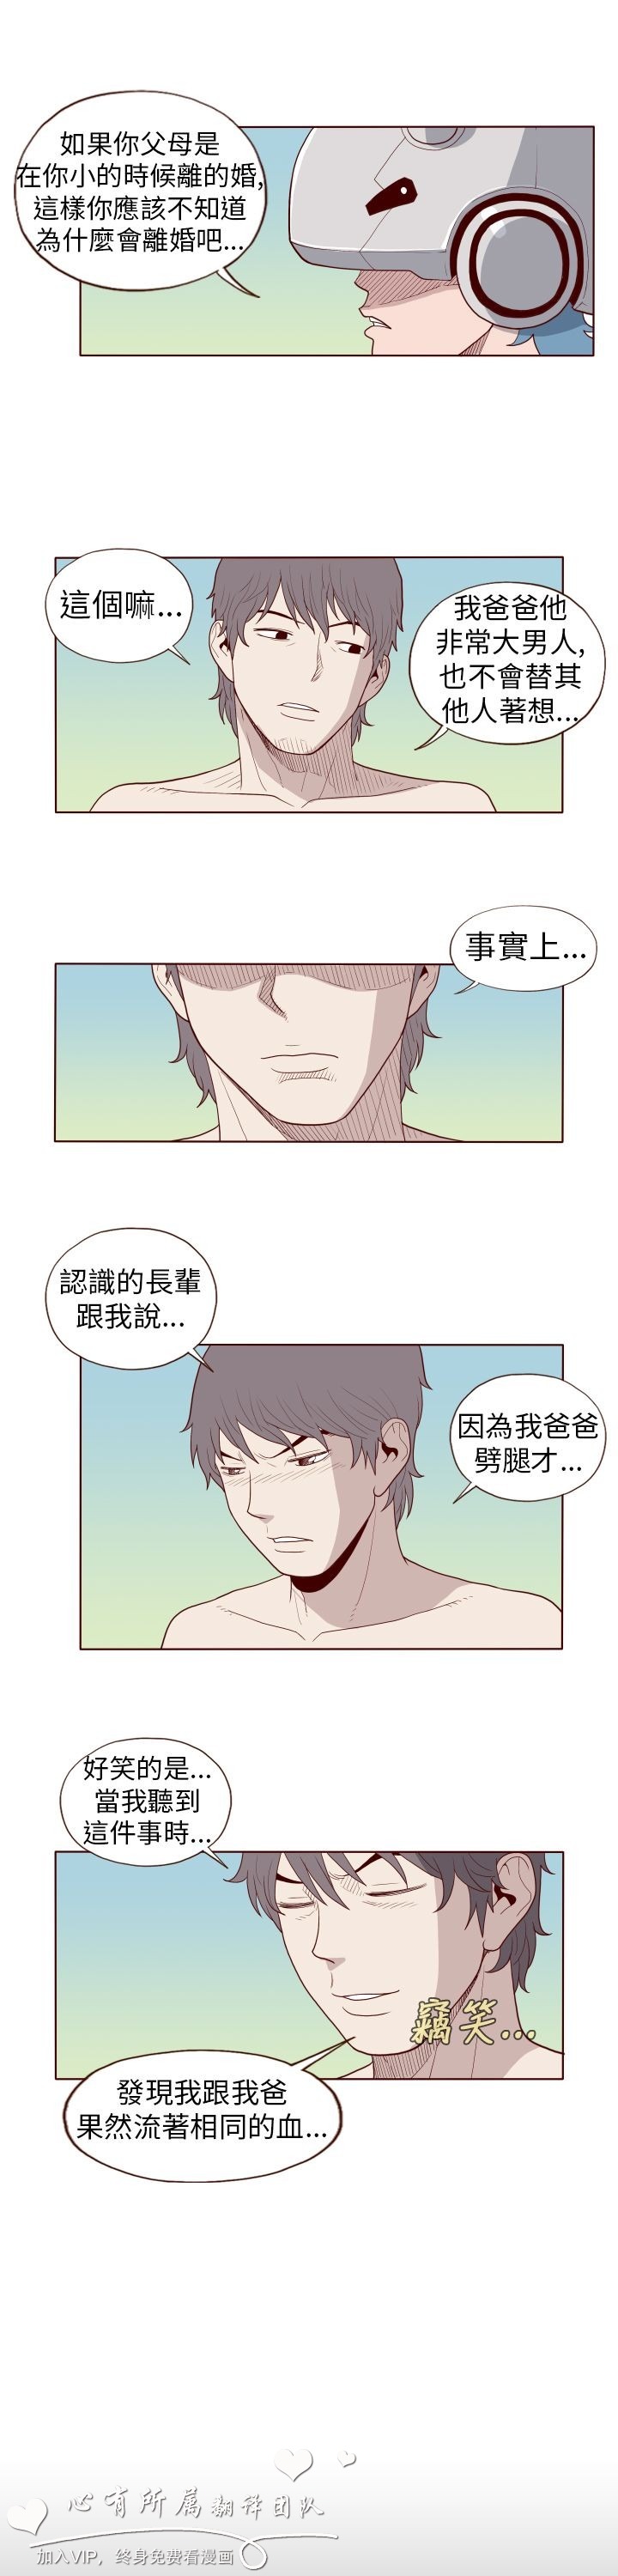 如果你父母是
在你小的時候離的婚,
這樣你應該不知道
為什麼會離婚吧...
這個嘛...
我爸爸他
非常大男人,
也不會替其
他人著想...
事實上...
認識的長輩
跟我說...
因為我爸爸
劈腿才...
好笑的是...
當我聽到
這件事時...
竊笑...
發現我跟我爸
果然流著相同的血...
心有所属翻译团队
加入VIP，终身免费看漫画